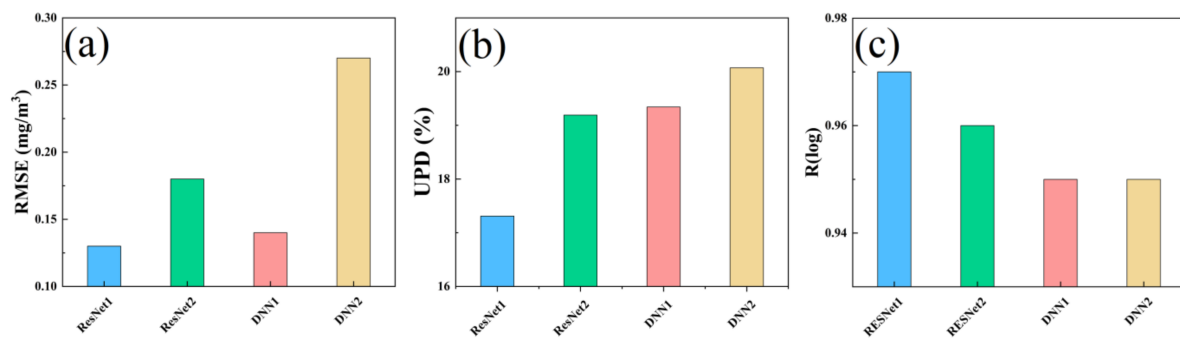 (a)
RMSE (mg/m³)
0.30
0.25
0.20
0.15
0.10
ResNet1
ResNet2
DNN1
DNN2
(b)
UPD (%)
20
18
16
ResNet1
ResNet2
DNN1
DNN2
(c)
R(log)
0.98
0.96
0.94
RESNet1
RESNet2
DNN1
DNN2